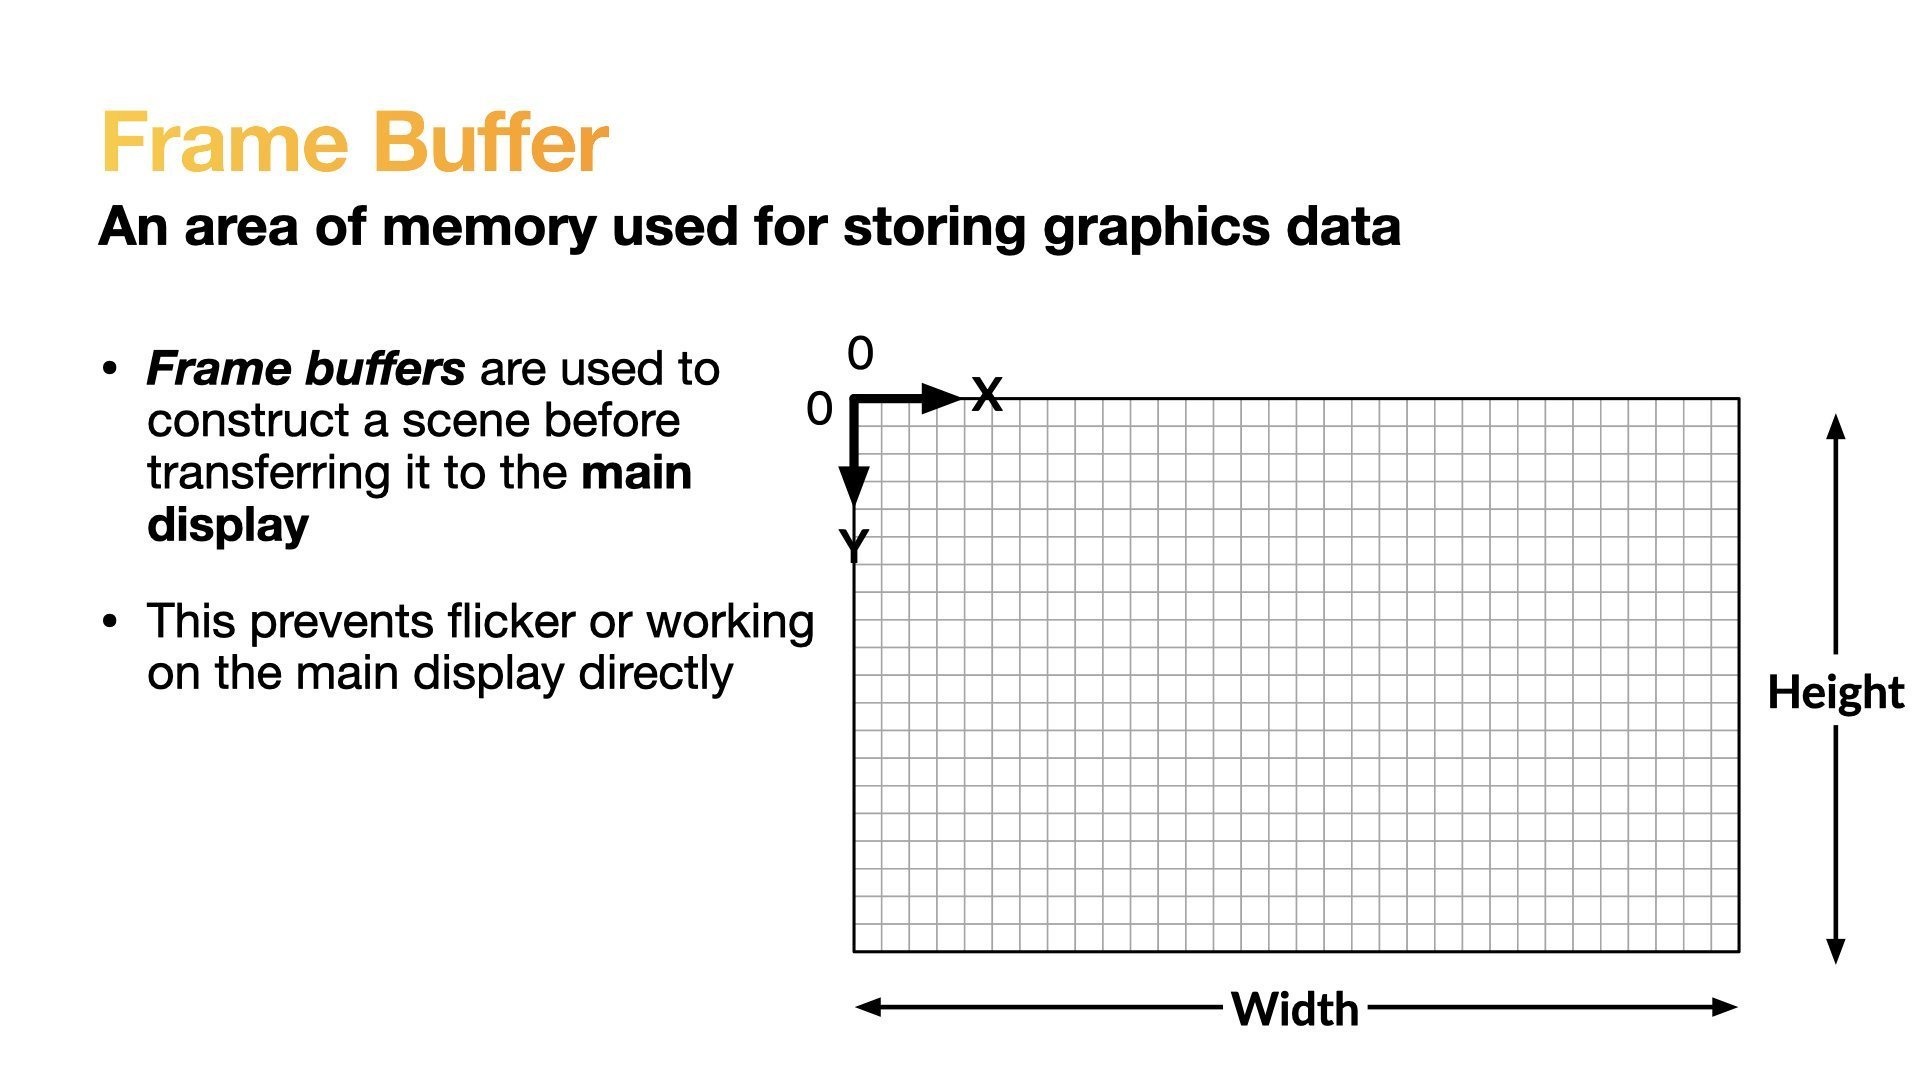 Frame Buffer
An area of memory used for storing graphics data
• Frame buffers are used to
construct a scene before
transferring it to the main
display
• This prevents flicker or working
on the main display directly
0
0
X
Y
Height
Width